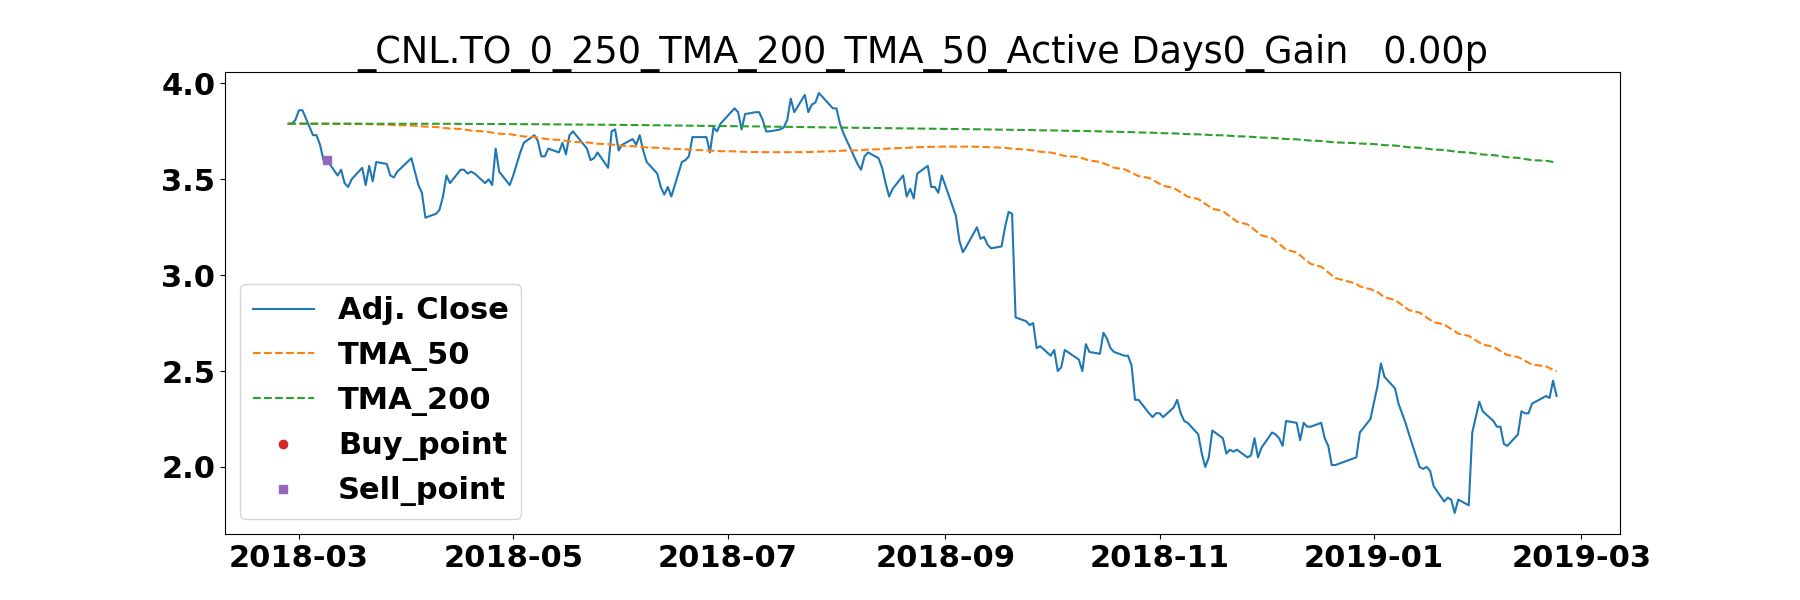 _CNL.TO_0_250_TMA_200_TMA_50_Active Days0_Gain   0.00p
4.0
3.5
3.0
2.5
2.0
Adj. Close
TMA_50
TMA_200
Buy_point
Sell_point
2018-03 2018-05 2018-07 2018-09 2018-11 2019-01 2019-03